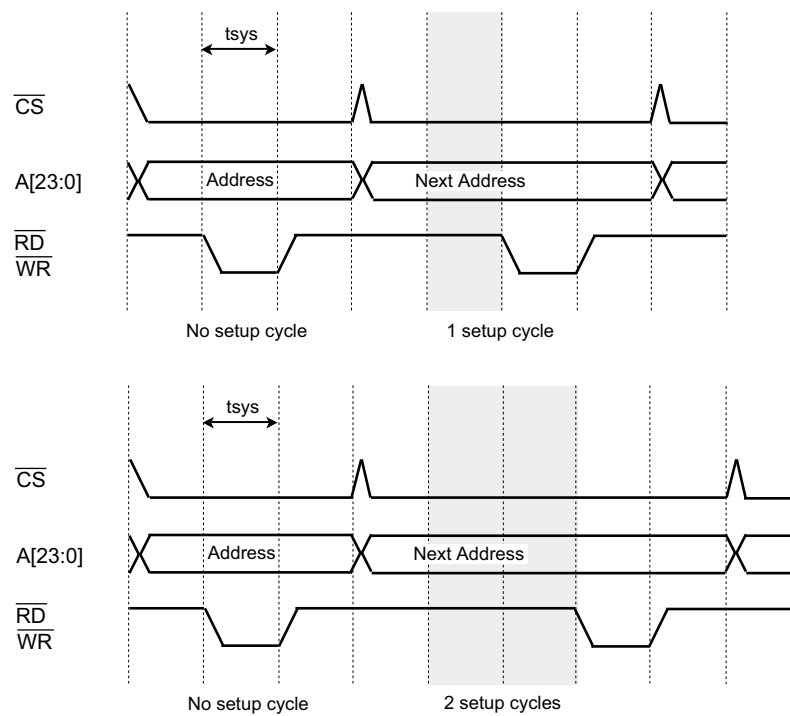 tsys
CS
A[23:0] Address Next Address
RD
WR
No setup cycle 1 setup cycle
tsys
CS
A[23:0] Address Next Address
RD
WR
No setup cycle 2 setup cycles